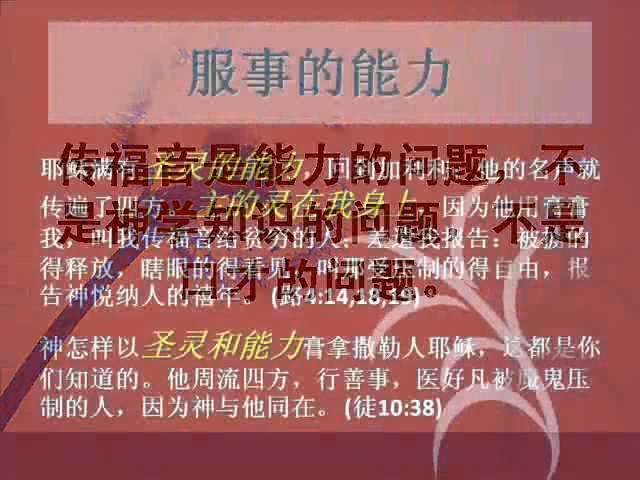 服事的能力
传福音是能力的问题，不
是神学知识的问题，不是
口才的问题。
耶稣满有圣灵的能力，回到加利利，他的名声就
传遍了四方。主的灵在我身上，因为他用膏膏
我，叫我传福音给贫穷的人；差遣我报告：被掳的
得释放，瞎眼的得看见，叫那受压制的得自由，报
告神悦纳人的禧年。 (路4:14,18,19)
神怎样以圣灵和能力膏拿撒勒人耶稣，这都是你
们知道的。他周流四方，行善事，医好凡被魔鬼压
制的人，因为神与他同在。 (徒10:38)